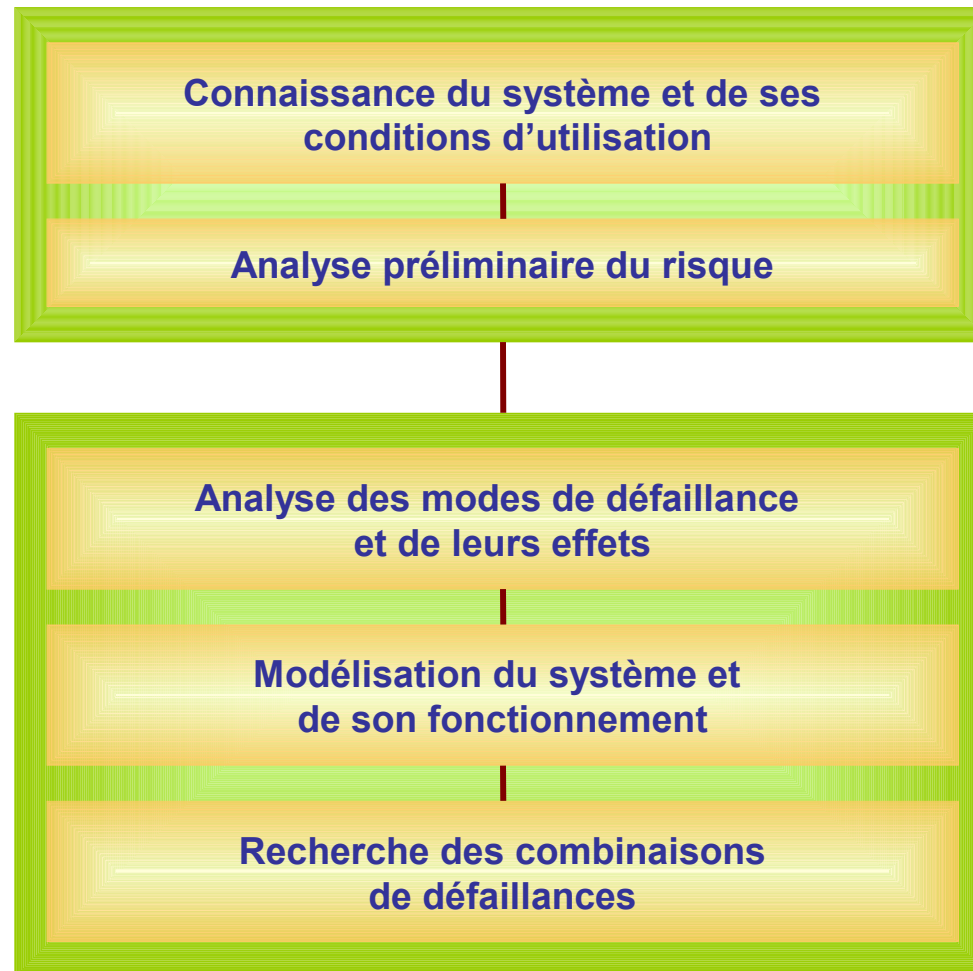 Connaissance du système et de ses
conditions d’utilisation
Analyse préliminaire du risque
Analyse des modes de défaillance
et de leurs effets
Modélisation du système et
de son fonctionnement
Recherche des combinaisons
de défaillances